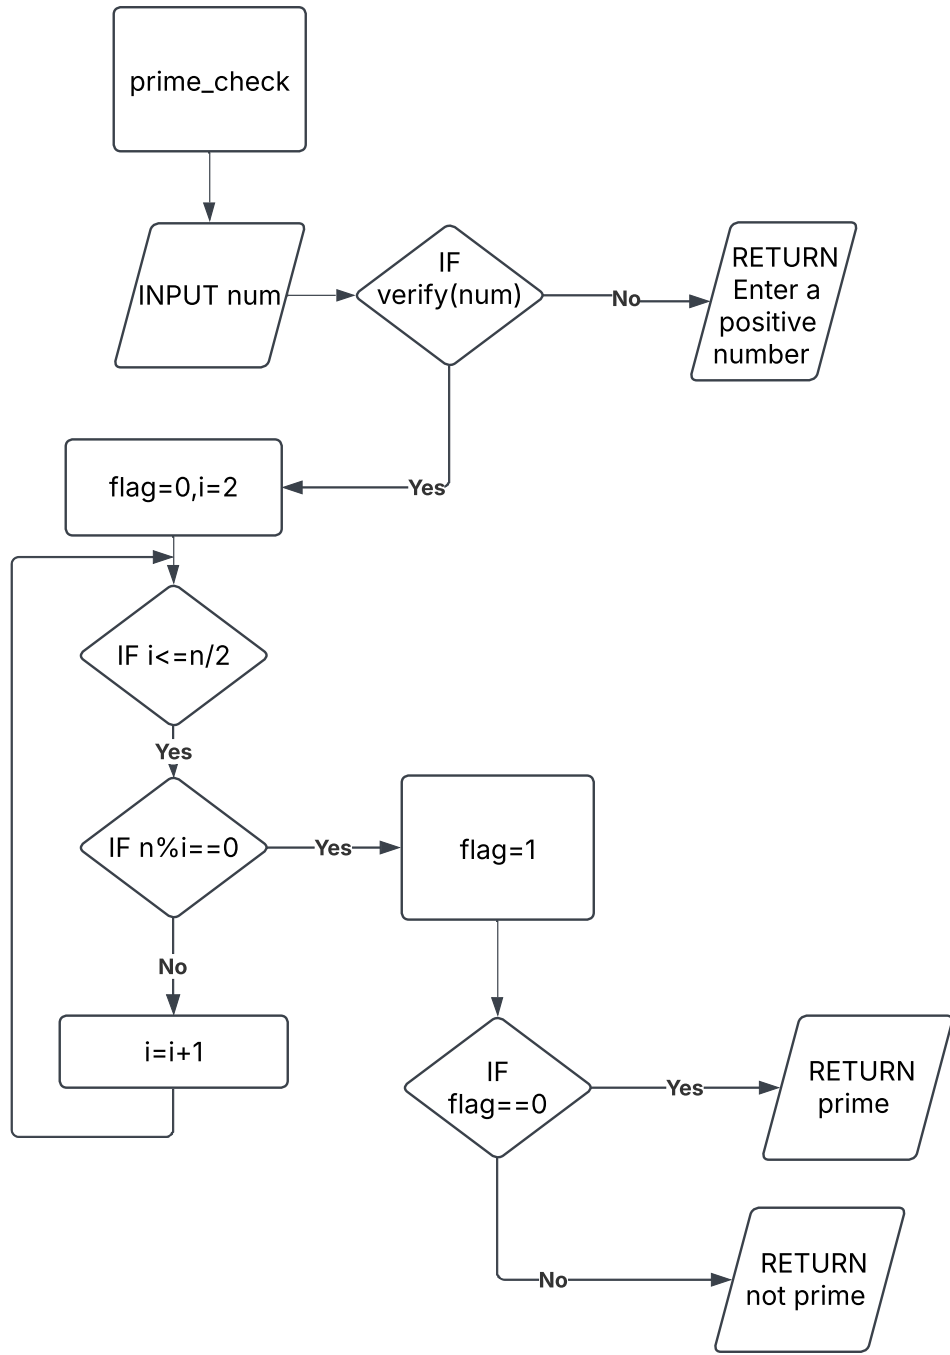 prime_check
INPUT num
IF
verify(num)
No
RETURN
Enter a
positive
number
Yes
flag=0,i=2
IF i<=n/2
Yes
IF n%i==0
Yes
flag=1
No
i=i+1
IF
flag==0
Yes
RETURN
prime
No
RETURN
not prime